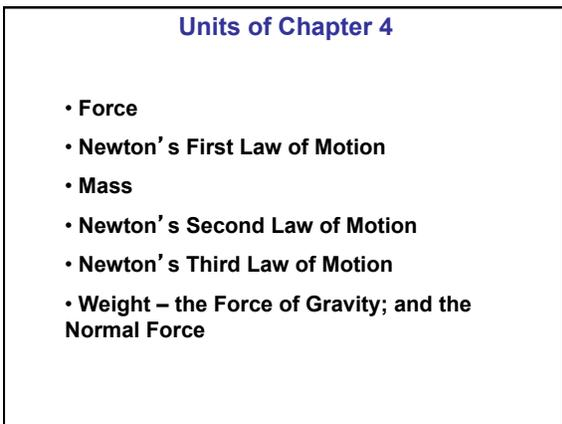 Units of Chapter 4
• Force
• Newton’s First Law of Motion
• Mass
• Newton’s Second Law of Motion
• Newton’s Third Law of Motion
• Weight – the Force of Gravity; and the
Normal Force